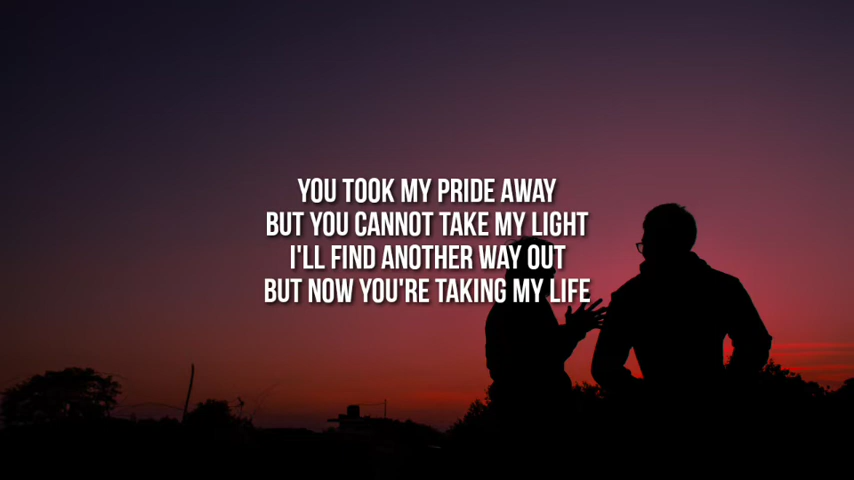 YOU TOOK MY PRIDE AWAY
BUT YOU CANNOT TAKE MY LIGHT
I'LL FIND ANOTHER WAY OUT
BUT NOW YOU'RE TAKING MY LIFE